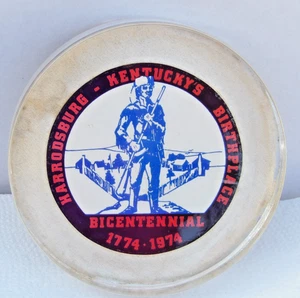 HARRODSBURG - KENTUCKY'S BIRTHPLACE
BICENTENNIAL
1774 · 1974